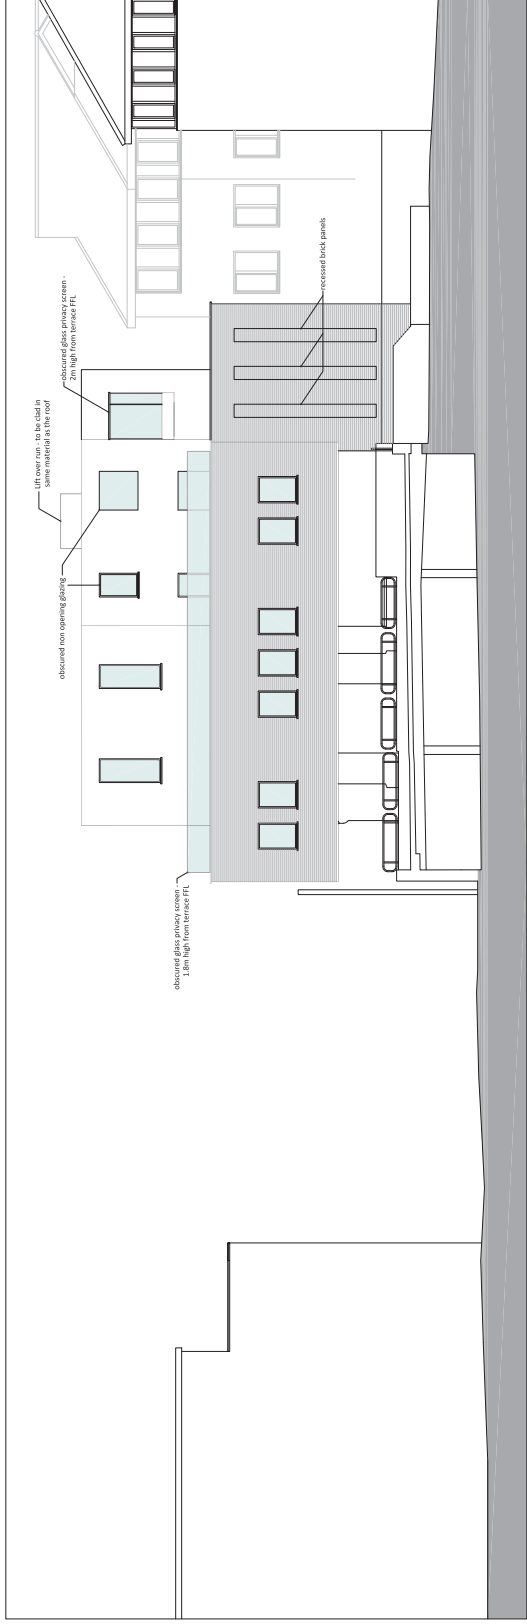 Lift over run - to be clad in
same material as the roof
obscured glass privacy screen -
2m high from terrace FFL
obscured non opening glazing
obscured glass privacy screen -
1.8m high from terrace FFL
recessed brick panels